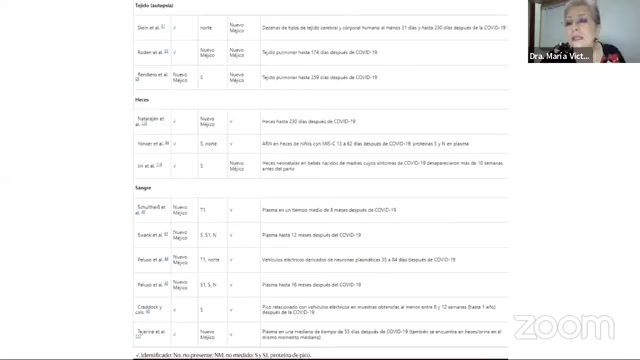 Tejido (autopsia)
Stein et al. 21 √ norte Nuevo Méjico Decenas de tipos de tejido cerebral y corporal humano al menos 31 días y hasta 230 días después de la COVID-19
Roden et al. √ Nuevo Méjico Nuevo Méjico Tejido pulmonar hasta 174 días después de COVID-19
Rendiero et al. Nuevo Méjico S Nuevo Méjico Tejido pulmonar hasta 359 días después de COVID-19
Heces
Natarajan et al. √ Nuevo Méjico √ Heces hasta 230 días después de COVID-19
Yonker et al. √ S, norte √ ARN en heces de niños con MIS-C 13 a 62 días después de COVID-19, proteínas S y N en plasma
Jin et al. √ S Nuevo Méjico Heces neonatales en bebés nacidos de madres cuyos síntomas de COVID-19 desaparecieron más de 10 semanas antes del parto
Sangre
Schultheiß et al. Nuevo Méjico T1 √ Plasma en un tiempo medio de 8 meses después de COVID-19
Swans et al. Nuevo Méjico S, S1, N √ Plasma hasta 12 meses después del COVID-19
Peluso et al. Nuevo Méjico T1, norte √ Vehículos eléctricos derivados de neuronas plasmáticas 35 a 84 días después de COVID-19
Peluso et al. Nuevo Méjico S1, S, N √ Plasma hasta 16 meses después del COVID-19
Craddock y cols. Nuevo Méjico S √ Pico relacionado con vehículos eléctricos en muestras obtenidas al menos entre 8 y 12 semanas (hasta 1 año) después de la COVID-19
Tejerina et al. √ Nuevo Méjico Nuevo Méjico Plasma en una mediana de tiempo de 55 días después de COVID-19 (también se encuentra en heces/orina en el mismo momento mediano)
√, Identificado; No, no presente; NM, no medido; S y S1, proteína de pico.
Dra. María Vict...
zoom